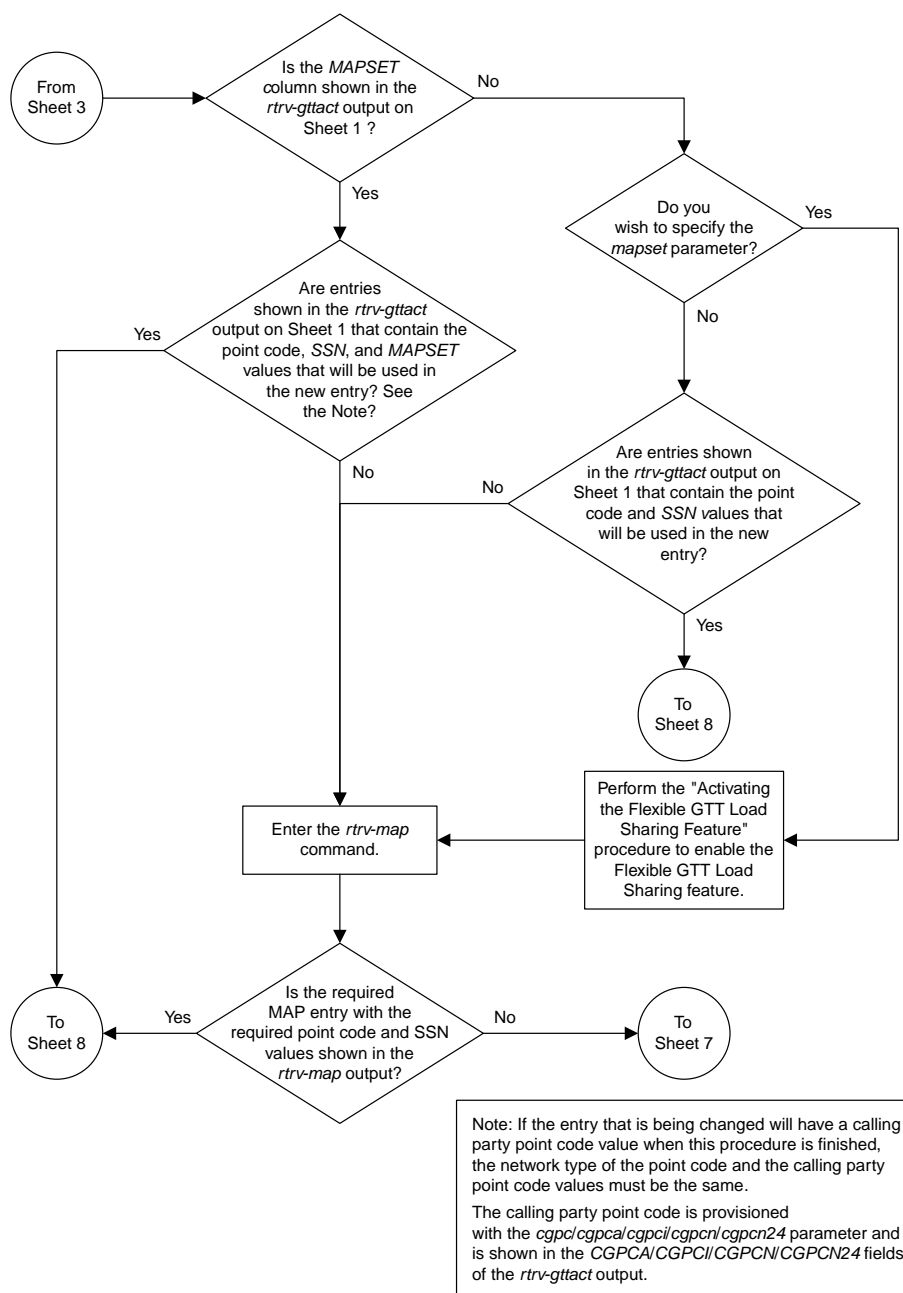 From
Sheet 3
Is the MAPSET
column shown in the
rtrv-gttact output on
Sheet 1 ?
No
Yes
Do you
wish to specify the
mapset parameter?
Yes
No
Are entries
shown in the rtrv-gttact
output on Sheet 1 that contain the
point code, SSN, and MAPSET
values that will be used in
the new entry? See
the Note?
Yes
No
Are entries shown
in the rtrv-gttact output on
Sheet 1 that contain the point
code and SSN values that
will be used in the new
entry?
No
Yes
To
Sheet 8
Perform the "Activating
the Flexible GTT Load
Sharing Feature"
procedure to enable the
Flexible GTT Load
Sharing feature.
Enter the rtrv-map
command.
Is the required
MAP entry with the
required point code and SSN
values shown in the
rtrv-map output?
Yes
No
To
Sheet 8
To
Sheet 7
Note: If the entry that is being changed will have a calling
party point code value when this procedure is finished,
the network type of the point code and the calling party
point code values must be the same.
The calling party point code is provisioned
with the cgpc/cgpca/cgpci/cgpcn/cgpcn24 parameter and
is shown in the CGPCA/CGPCI/CGPCN/CGPCN24 fields
of the rtrv-gttact output.